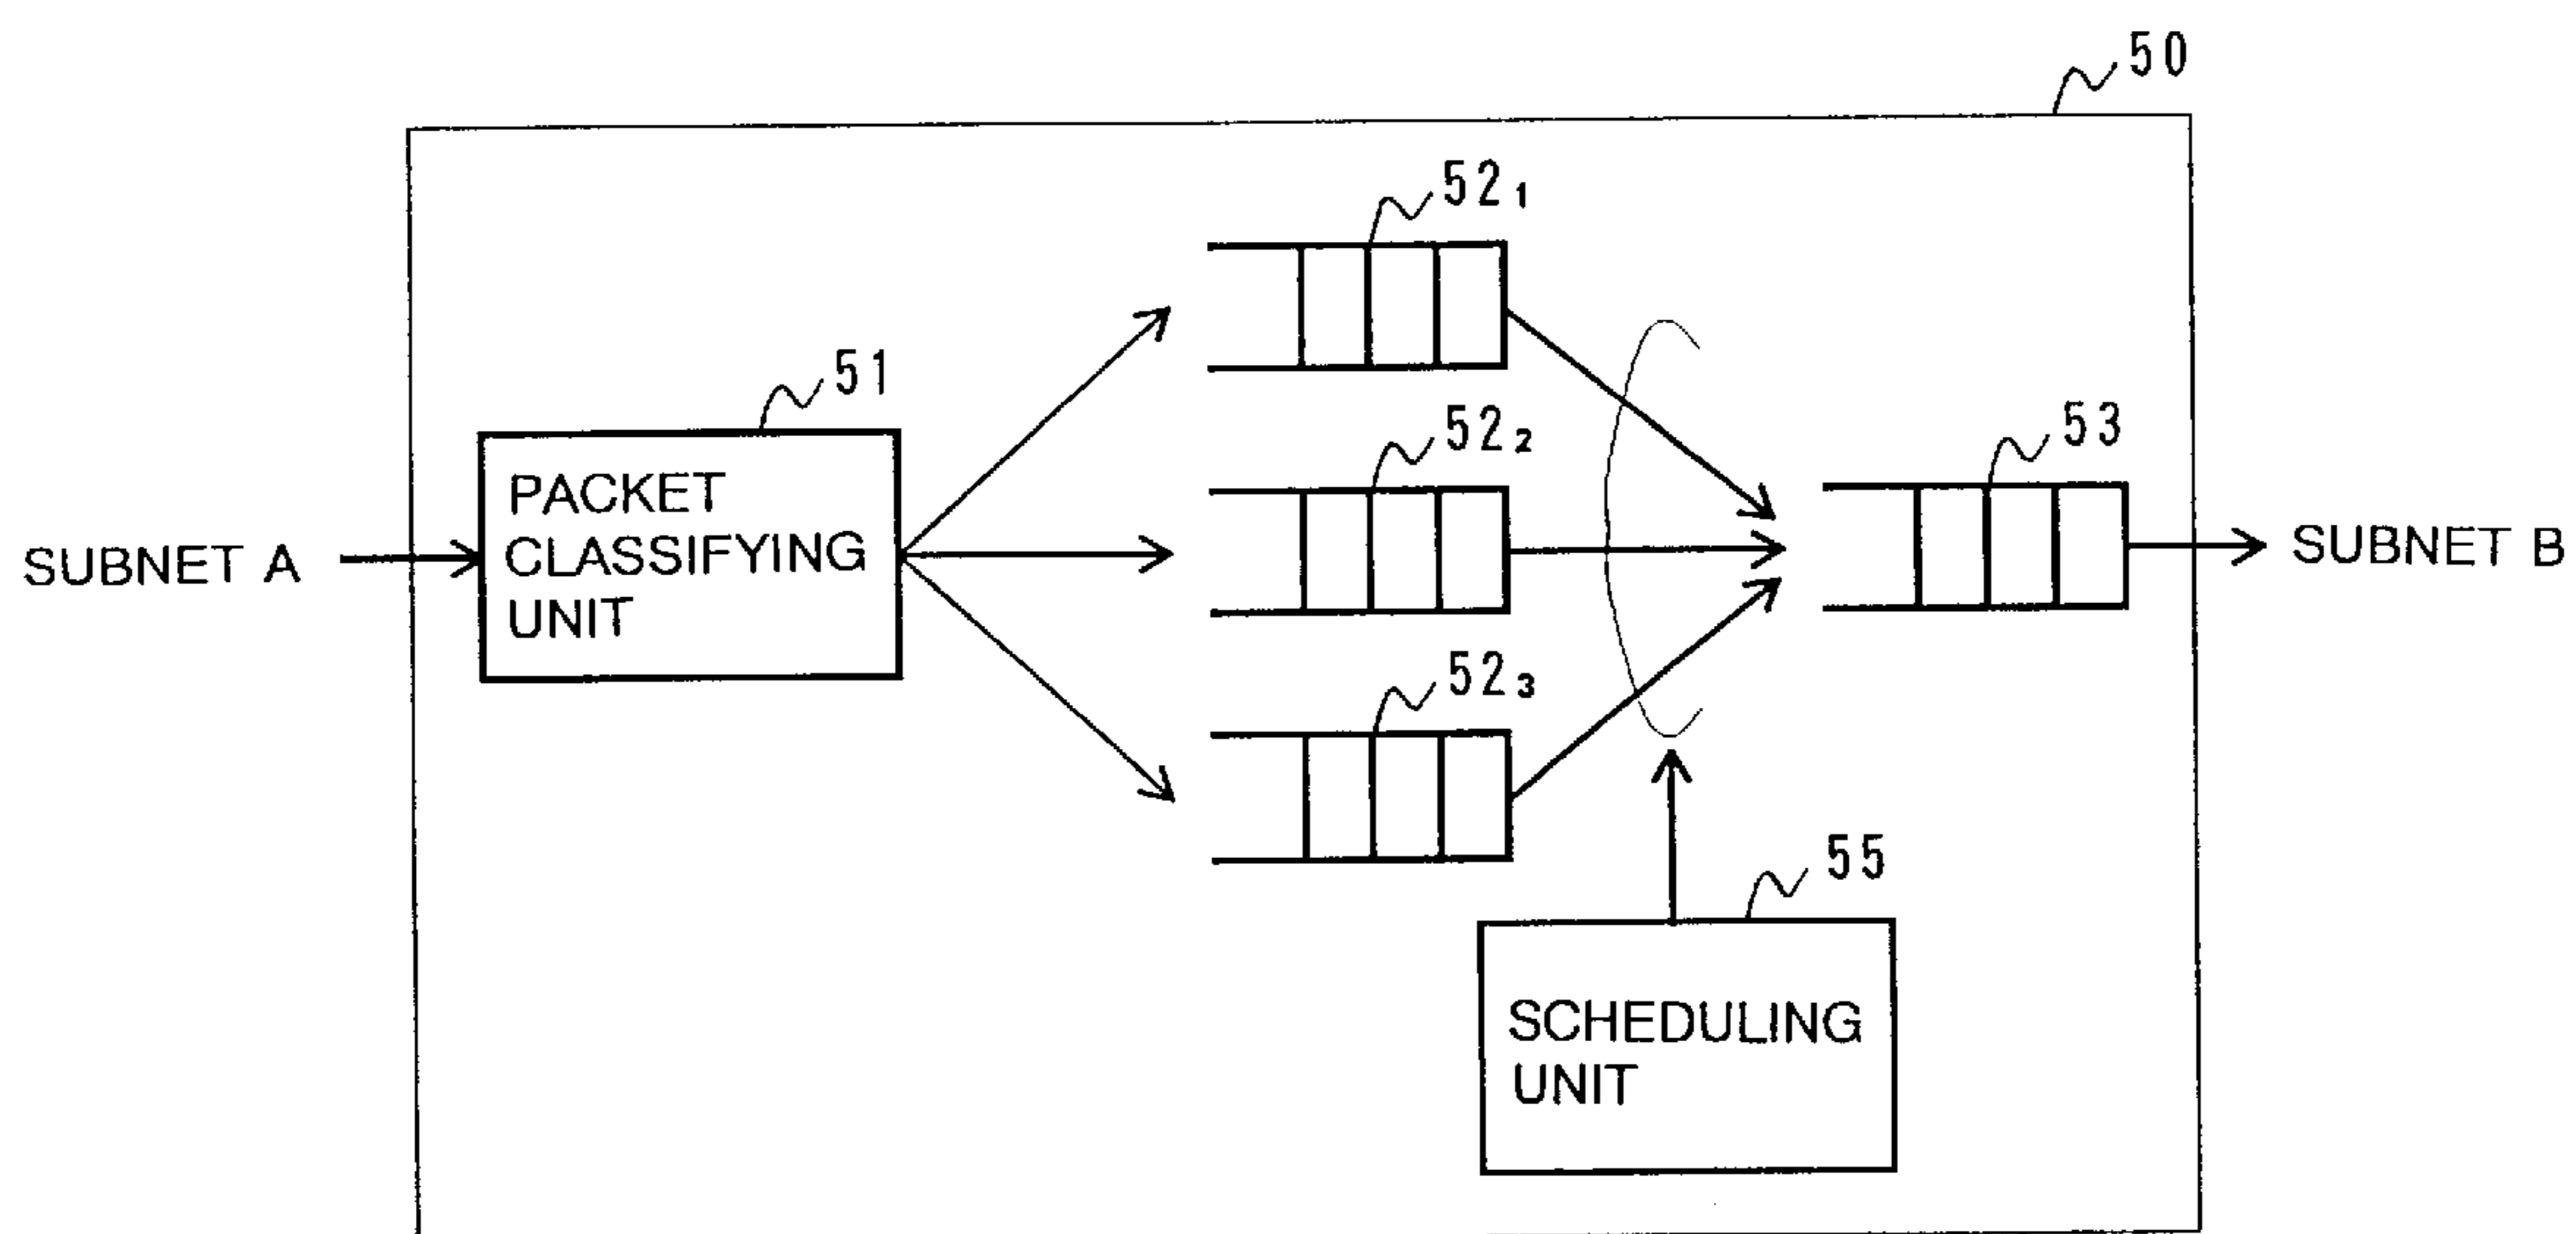 50
52₁
51
PACKET
CLASSIFYING
UNIT
52₂
53
SUBNET A
SUBNET B
52₃
55
SCHEDULING
UNIT